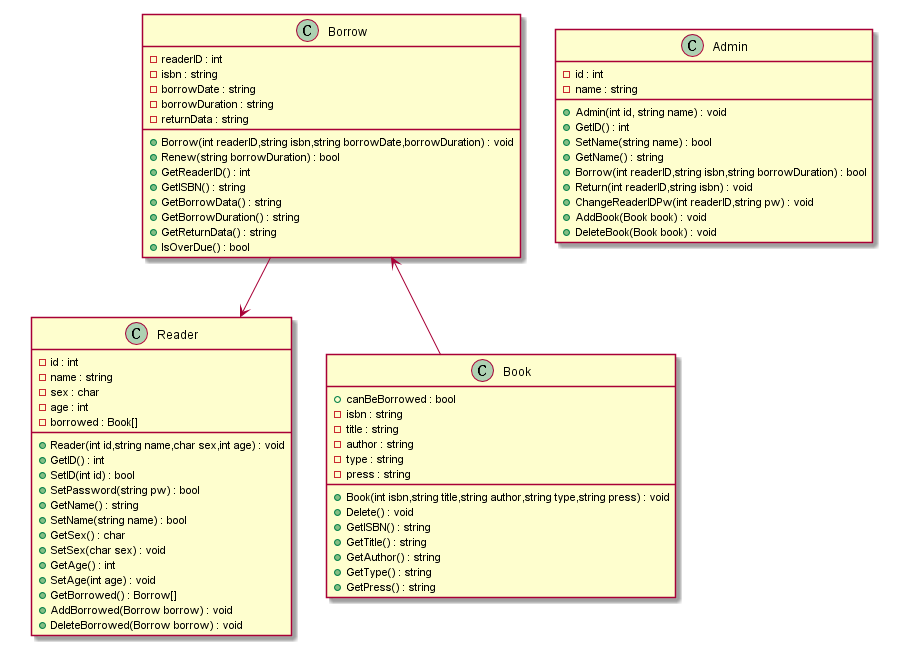 C Borrow
readerID : int
isbn : string
borrowDate : string
borrowDuration : string
returnData : string
Borrow(int readerID,string isbn,string borrowDate,borrowDuration) : void
Renew(string borrowDuration) : bool
GetReaderID() : int
GetISBN() : string
GetBorrowData() : string
GetBorrowDuration() : string
GetReturnData() : string
IsOverDue() : bool
C Admin
id : int
name : string
Admin(int id, string name) : void
GetID() : int
SetName(string name) : bool
GetName() : string
Borrow(int readerID,string isbn,string borrowDuration) : bool
Return(int readerID,string isbn) : void
ChangeReaderIDPw(int readerID,string pw) : void
AddBook(Book book) : void
DeleteBook(Book book) : void
C Reader
id : int
name : string
sex : char
age : int
borrowed : Book[]
Reader(int id,string name,char sex,int age) : void
GetID() : int
SetID(int id) : bool
SetPassword(string pw) : bool
GetName() : string
SetName(string name) : bool
GetSex() : char
SetSex(char sex) : void
GetAge() : int
SetAge(int age) : void
GetBorrowed() : Borrow[]
AddBorrowed(Borrow borrow) : void
DeleteBorrowed(Borrow borrow) : void
C Book
canBeBorrowed : bool
isbn : string
title : string
author : string
type : string
press : string
Book(int isbn,string title,string author,string type,string press) : void
Delete() : void
GetISBN() : string
GetTitle() : string
GetAuthor() : string
GetType() : string
GetPress() : string